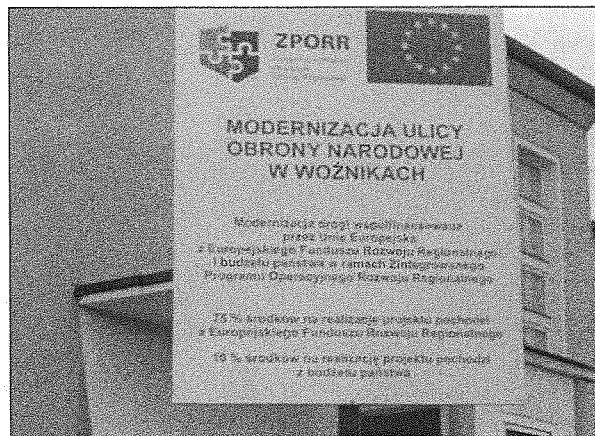 ZPORR
MODERNIZACJA ULICY
OBRONY NARODOWEJ
W WOŹNIKACH
Modernizacja drogi współfinansowana
przez Unię Europejską
z Europejskiego Funduszu Rozwoju Regionalnego
i budżetu państwa w ramach Zintegrowanego
Programu Operacyjnego Rozwoju Regionalnego
75 % środków na realizację projektu pochodzi
z Europejskiego Funduszu Rozwoju Regionalnego
10 % środków na realizację projektu pochodzi
z budżetu państwa